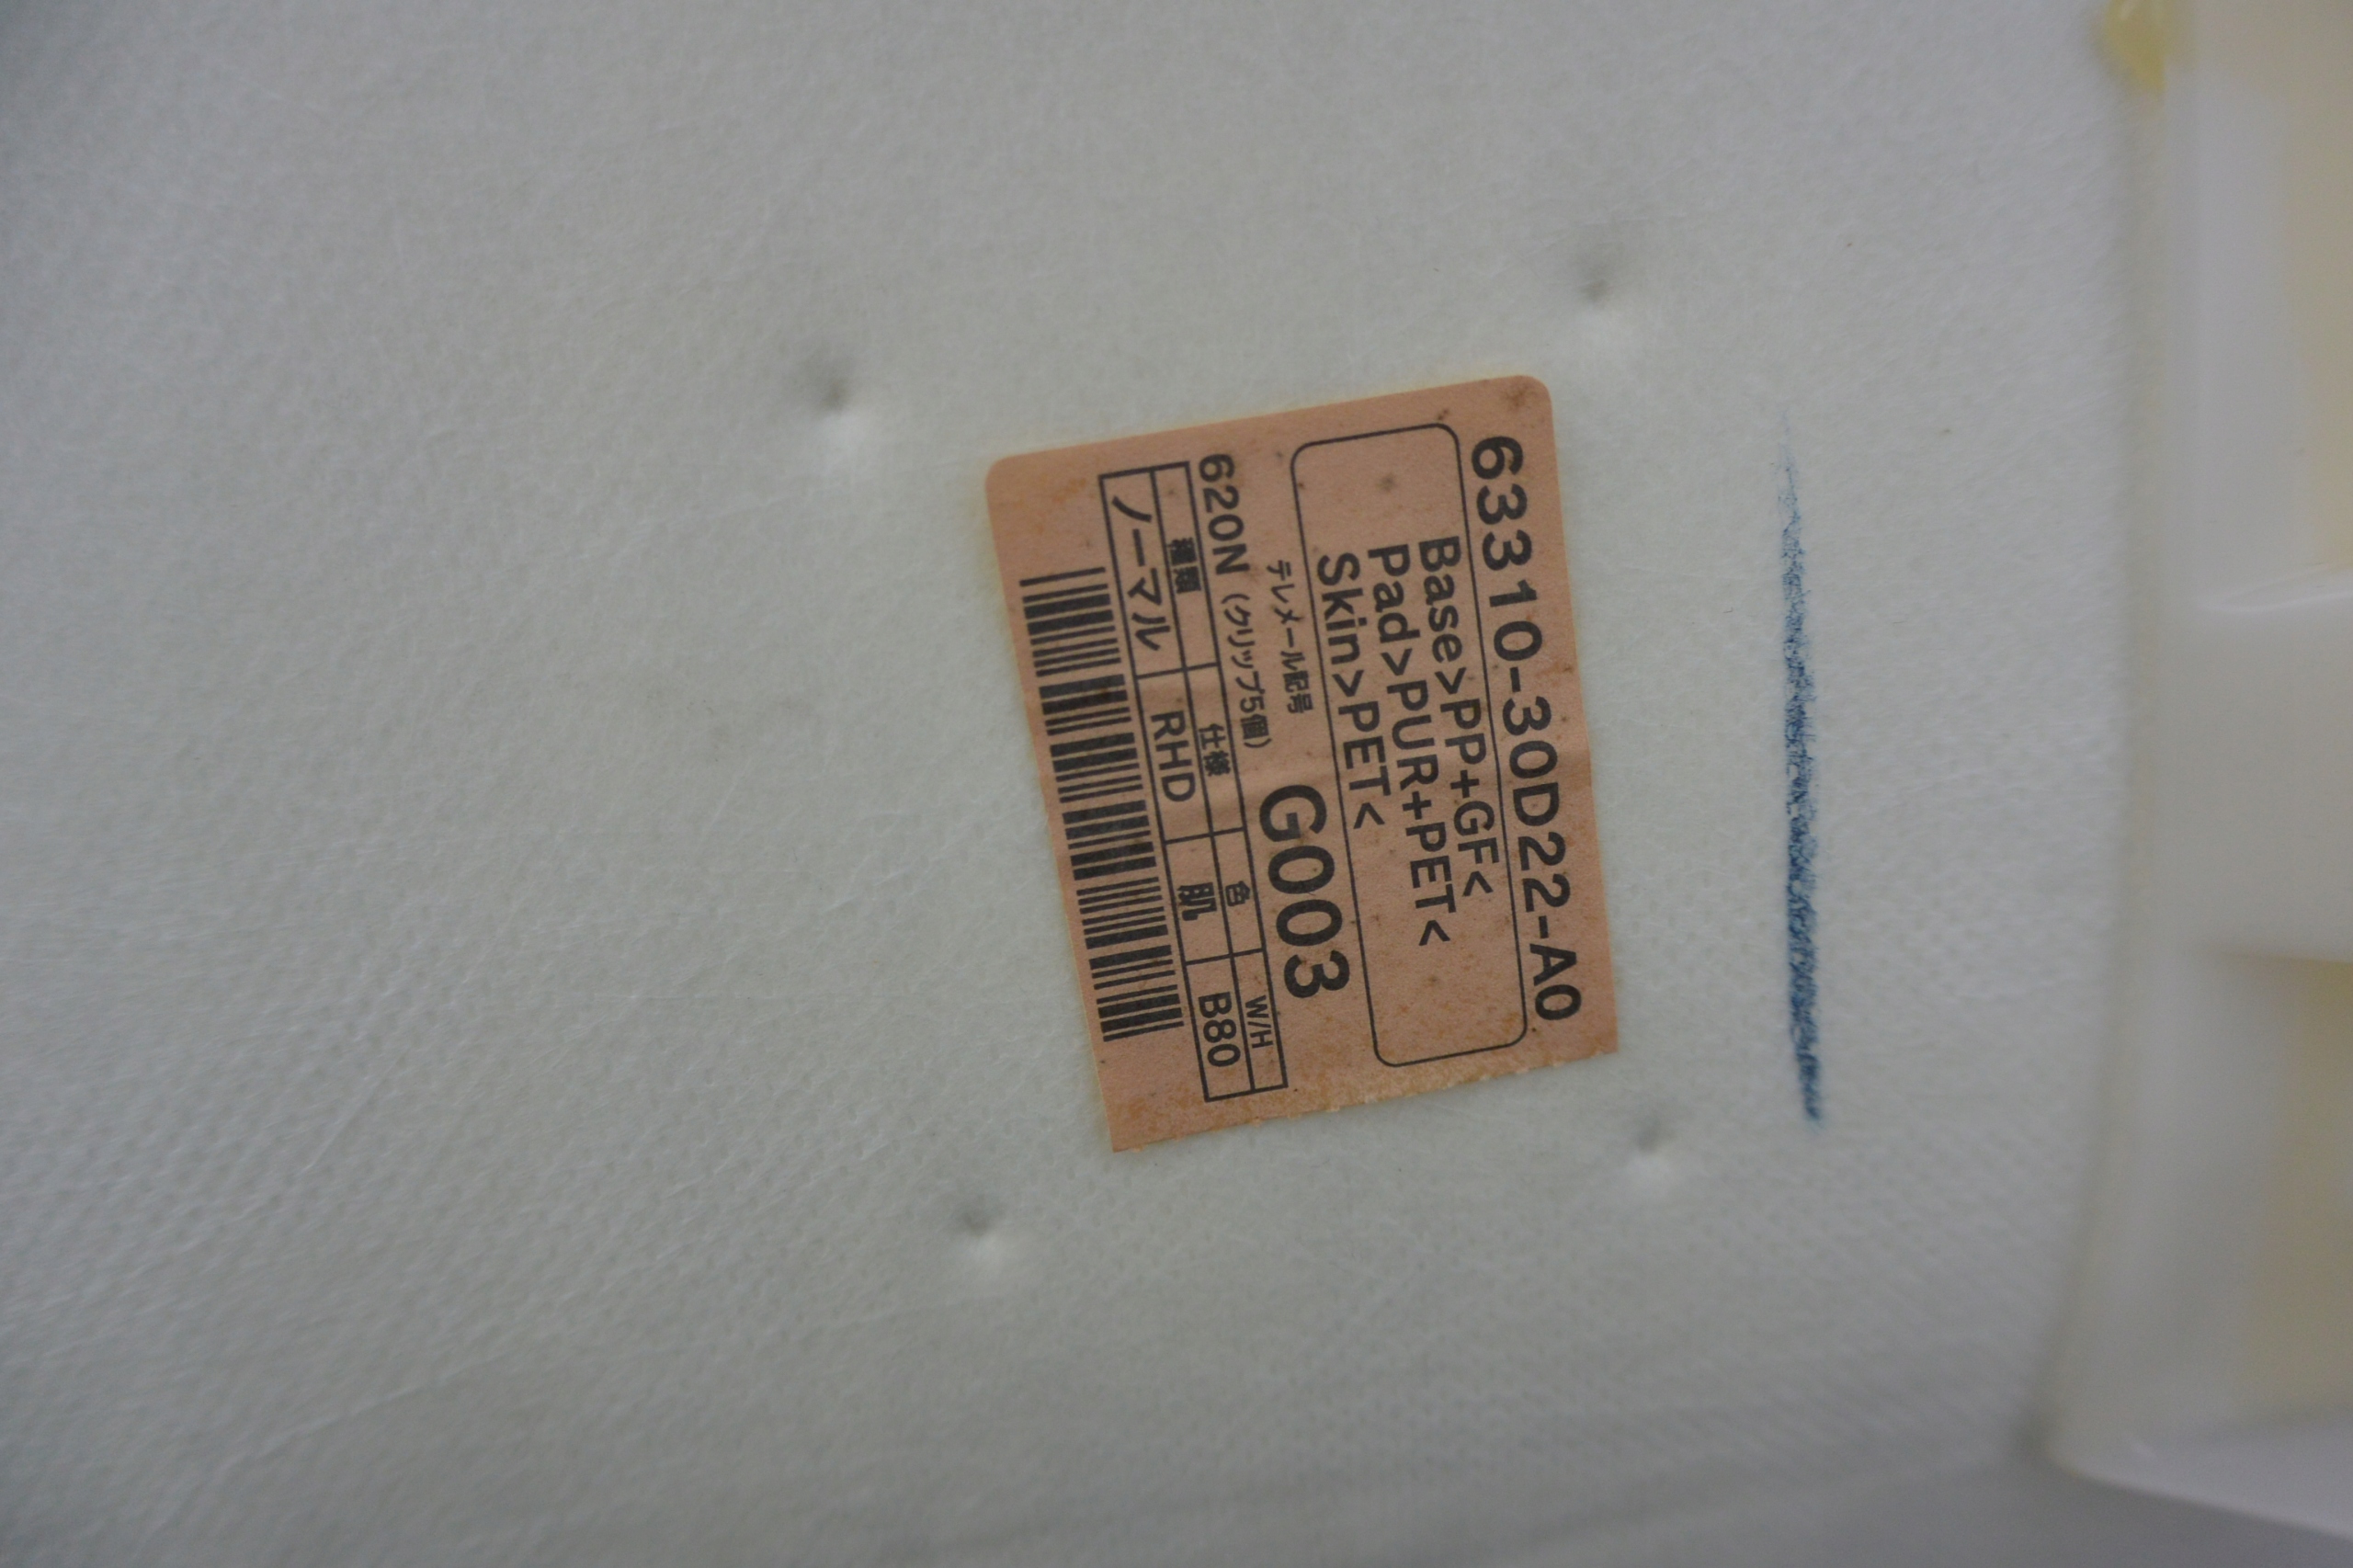 63310-30D22-A0
Base>PP+GF<
Pad>PUR+PET<
Skin>PET<
テレメール記号 G003
620N (クリップ5個)
種類 仕様 色 W/H
ノーマル RHD 肌 B80